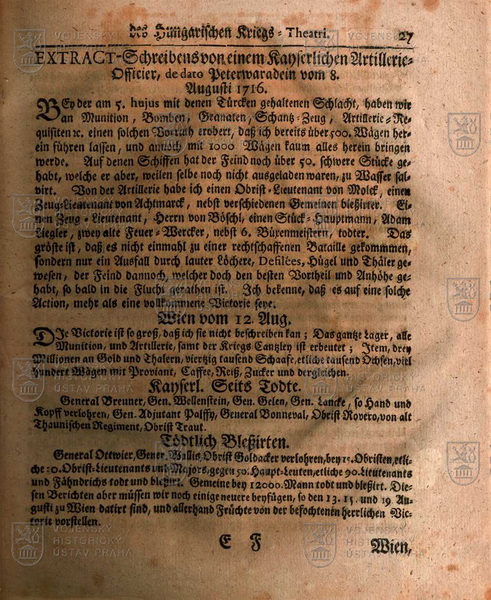 des Hungarischen Kriegs-Theatri. 27
EXTRACT-Schreibens von einem Kayserlichen Artillerie-
Officier, de dato Peterwaradein vom 8.
Augusti 1716.
BEy der am 5. hujus mit denen Türcken gehaltenen Schlacht, haben wir
an Munition, Bomben, Granaten, Schantz-Zeug, Artillerie-Re-
quisiten ꝛc. einen solchen Vorrath erobert, daß ich bereits über 500. Wägen her-
ein führen lassen, und annoch mit 1000 Wägen kaum alles herein bringen
werde. Auf denen Schiffen hat der Feind noch über 50. schwere Stücke ge-
habt, welche er aber, weilen selbe noch nicht ausgeladen waren, zu Wasser sal-
virt. Von der Artillerie habe ich einen Obrist-Lieutenant von Molck, einen
Zeug-Lieutenant von Achtmarck, nebst verschiedenen Gemeinen bleßirter. Ei-
nen Zeug-Lieutenant, Herrn von Böschl, einen Stück-Hauptmann, Adam
Liegler, zwey alte Feuer-Wercker, nebst 6. Büxenmeistern, todter. Das
gröste ist, daß es nicht einmahl zu einer rechtschaffenen Bataille gekommmen,
sondern nur ein Ausfall durch lauter Löchere, Defilées, Hügel und Thäler ge-
wesen, der Feind dannoch, welcher doch den besten Vortheil und Anhöhe ge-
habt, so bald in die Flucht gerathen ist. Ich bekenne, daß es auf eine solche
Action, mehr als eine vollkommene Victorie seye.
Wien vom 12. Aug.
DIe Victorie ist so groß, daß ich sie nicht beschreiben kan; Das gantze Lager, alle
Munition, und Artillerie, samt der Kriegs Cantzley ist erbeutet; Item, drey
Millionen an Gold und Thalern, viertzig tausend Schaafe, etliche tausend Ochsen, viel
hundert Wägen mit Proviant, Caffee, Reiß, Zucker und dergleichen.
Kayserl. Seits Todte.
General Brenner, Gen. Wellenstein, Gen. Gelen, Gen. Lancke, so Hand und
Kopff verlohren, Gen. Adjutant Palffy, General Bonneval, Obrist Rovero, von alt
Thaunischen Regiment, Obrist Traut.
Tödtlich Bleßirten.
General Ottwier, Gener. Wallis, Obrist Goldacker verlohren, bey 15. Obristen, etli-
che 20. Obrist-Lieutenants und Majors, gegen 50. Haupt-Leuten, etliche 90. Lieutenants
und Fähndrichs todt und bleßirt. Gemeine bey 12000. Mann todt und bleßirt. Die-
sen Berichten aber müssen wir noch einige neuere beyfügen, so den 13. 15. und 19 Au-
gusti zu Wien datirt sind, und allerhand Früchte von der befochtenen herrlichen Vic-
torie vorstellen.
E F Wien,
VOJENSKÝ
HISTORICKÝ
ÚSTAV PRAHA